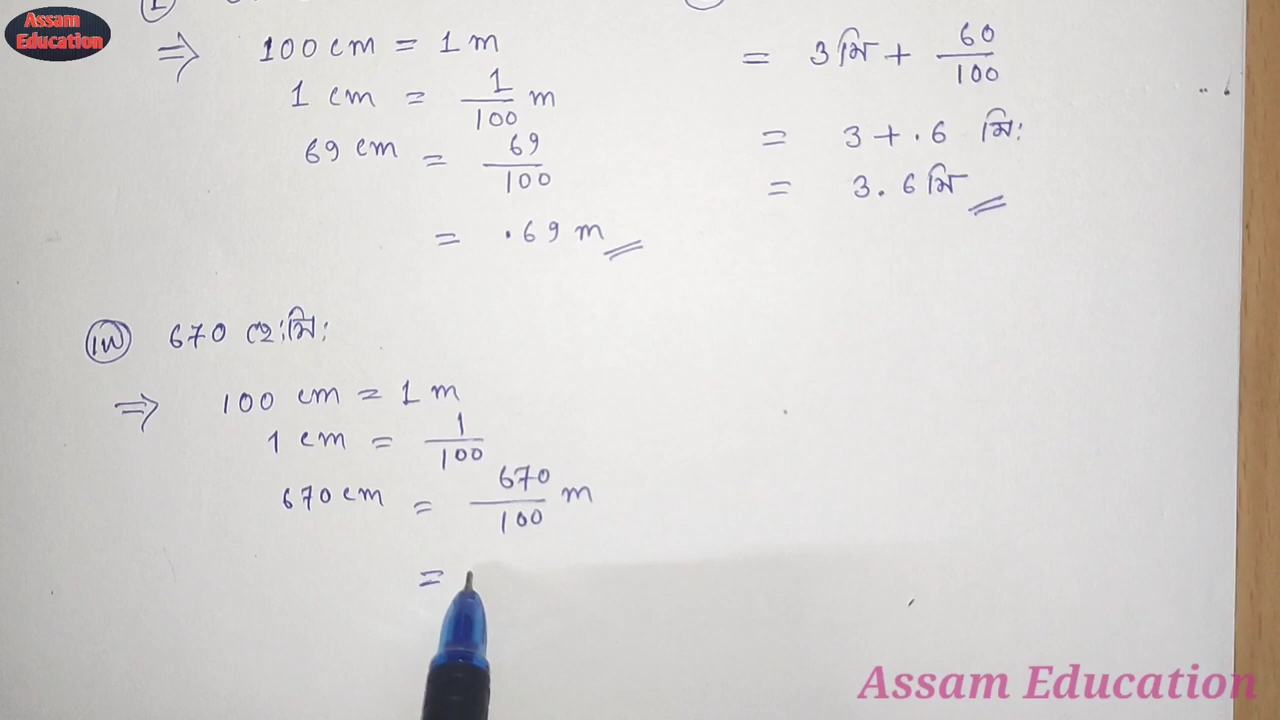 Assam
Education
⇒ 100 cm = 1 m
1 cm = 1/100 m
69 cm = 69/100
= .69 m
= 3 মি + 60/100
= 3 + .6 মি:
= 3.6 মি
iv 670 ছে:মি:
⇒ 100 cm = 1 m
1 cm = 1/100
670 cm = 670/100 m
=
Assam Education